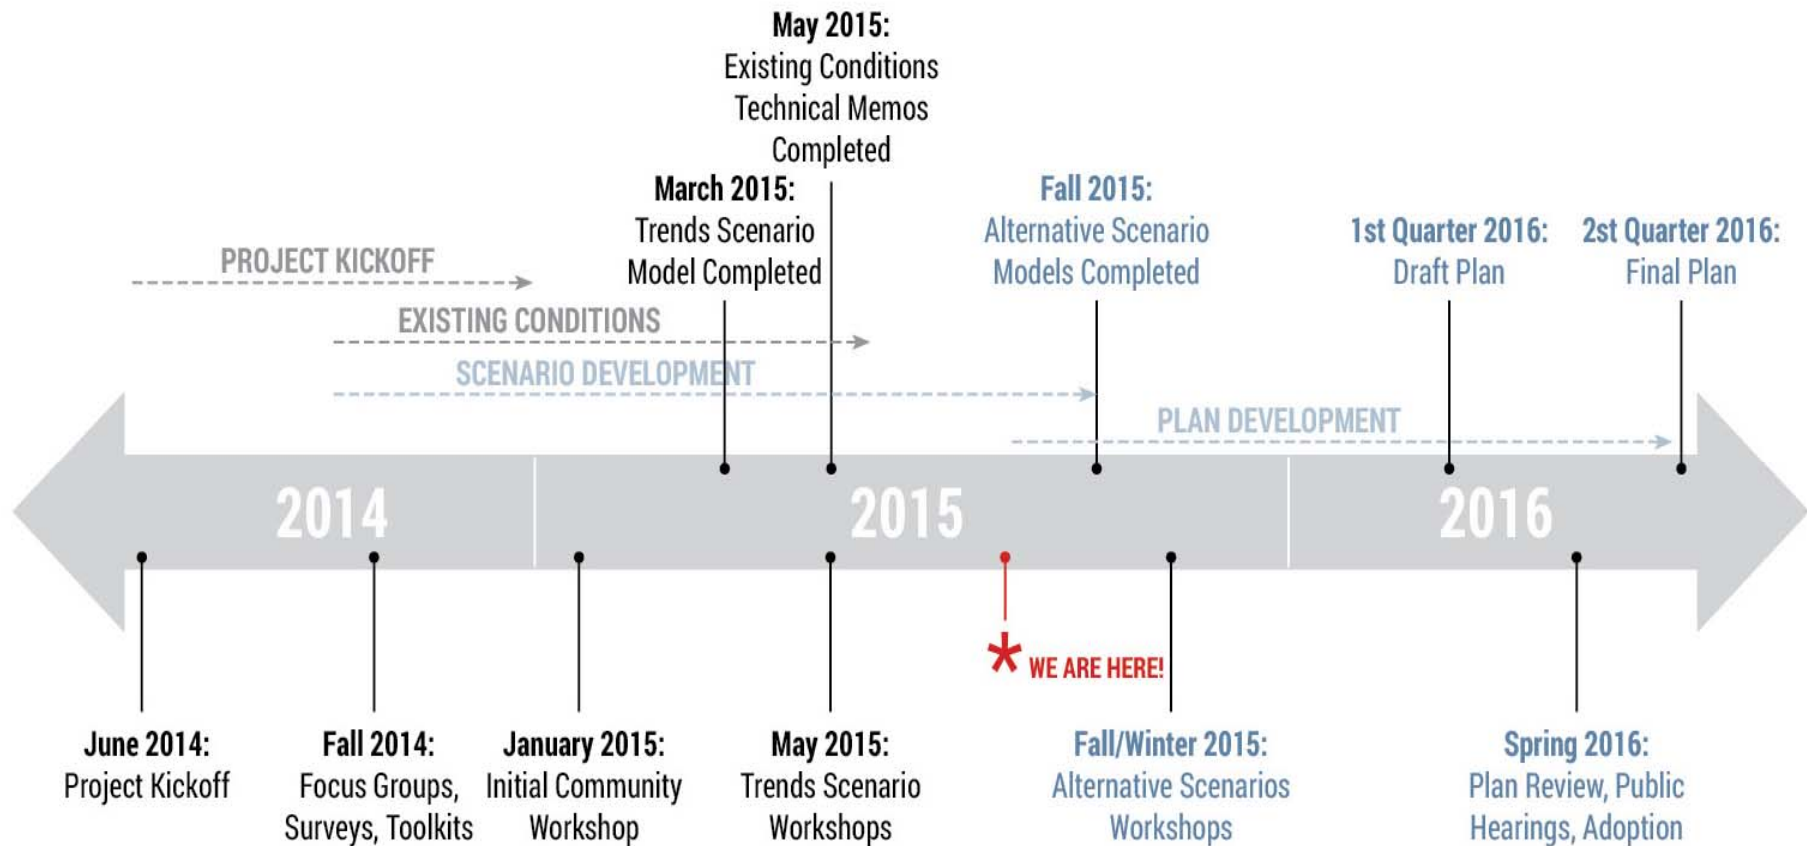 May 2015:
Existing Conditions
Technical Memos
Completed
March 2015:
Trends Scenario
Model Completed
Fall 2015:
Alternative Scenario
Models Completed
1st Quarter 2016:
Draft Plan
2st Quarter 2016:
Final Plan
PROJECT KICKOFF
EXISTING CONDITIONS
SCENARIO DEVELOPMENT
PLAN DEVELOPMENT
2014
2015
2016
* WE ARE HERE!
June 2014:
Project Kickoff
Fall 2014:
Focus Groups,
Surveys, Toolkits
January 2015:
Initial Community
Workshop
May 2015:
Trends Scenario
Workshops
Fall/Winter 2015:
Alternative Scenarios
Workshops
Spring 2016:
Plan Review, Public
Hearings, Adoption